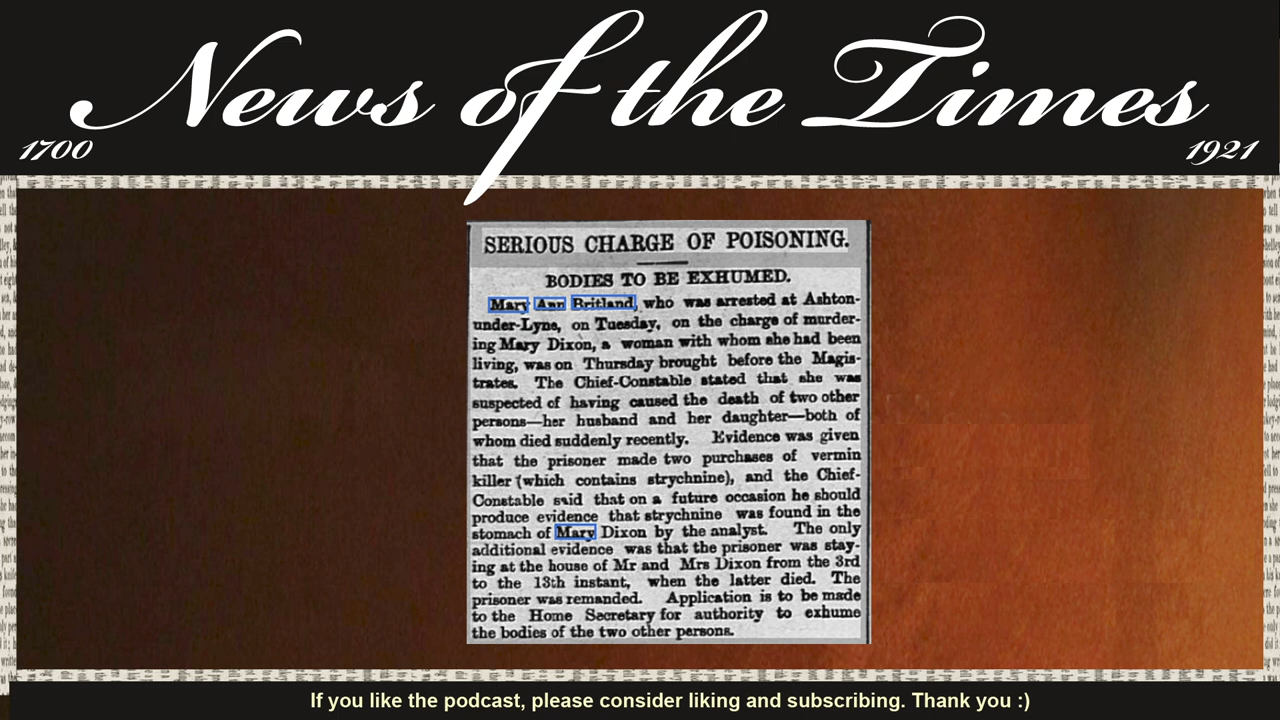 News of the Times
1700
1921
SERIOUS CHARGE OF POISONING.
BODIES TO BE EXHUMED.
Mary Ann Britland, who was arrested at Ashton-
under-Lyne, on Tuesday, on the charge of murder-
ing Mary Dixon, a woman with whom she had been
living, was on Thursday brought before the Magis-
trates. The Chief-Constable stated that she was
suspected of having caused the death of two other
persons—her husband and her daughter—both of
whom died suddenly recently. Evidence was given
that the prisoner made two purchases of vermin
killer (which contains strychnine), and the Chief-
Constable said that on a future occasion he should
produce evidence that strychnine was found in the
stomach of Mary Dixon by the analyst. The only
additional evidence was that the prisoner was stay-
ing at the house of Mr and Mrs Dixon from the 3rd
to the 13th instant, when the latter died. The
prisoner was remanded. Application is to be made
to the Home Secretary for authority to exhume
the bodies of the two other persons.
If you like the podcast, please consider liking and subscribing. Thank you :)